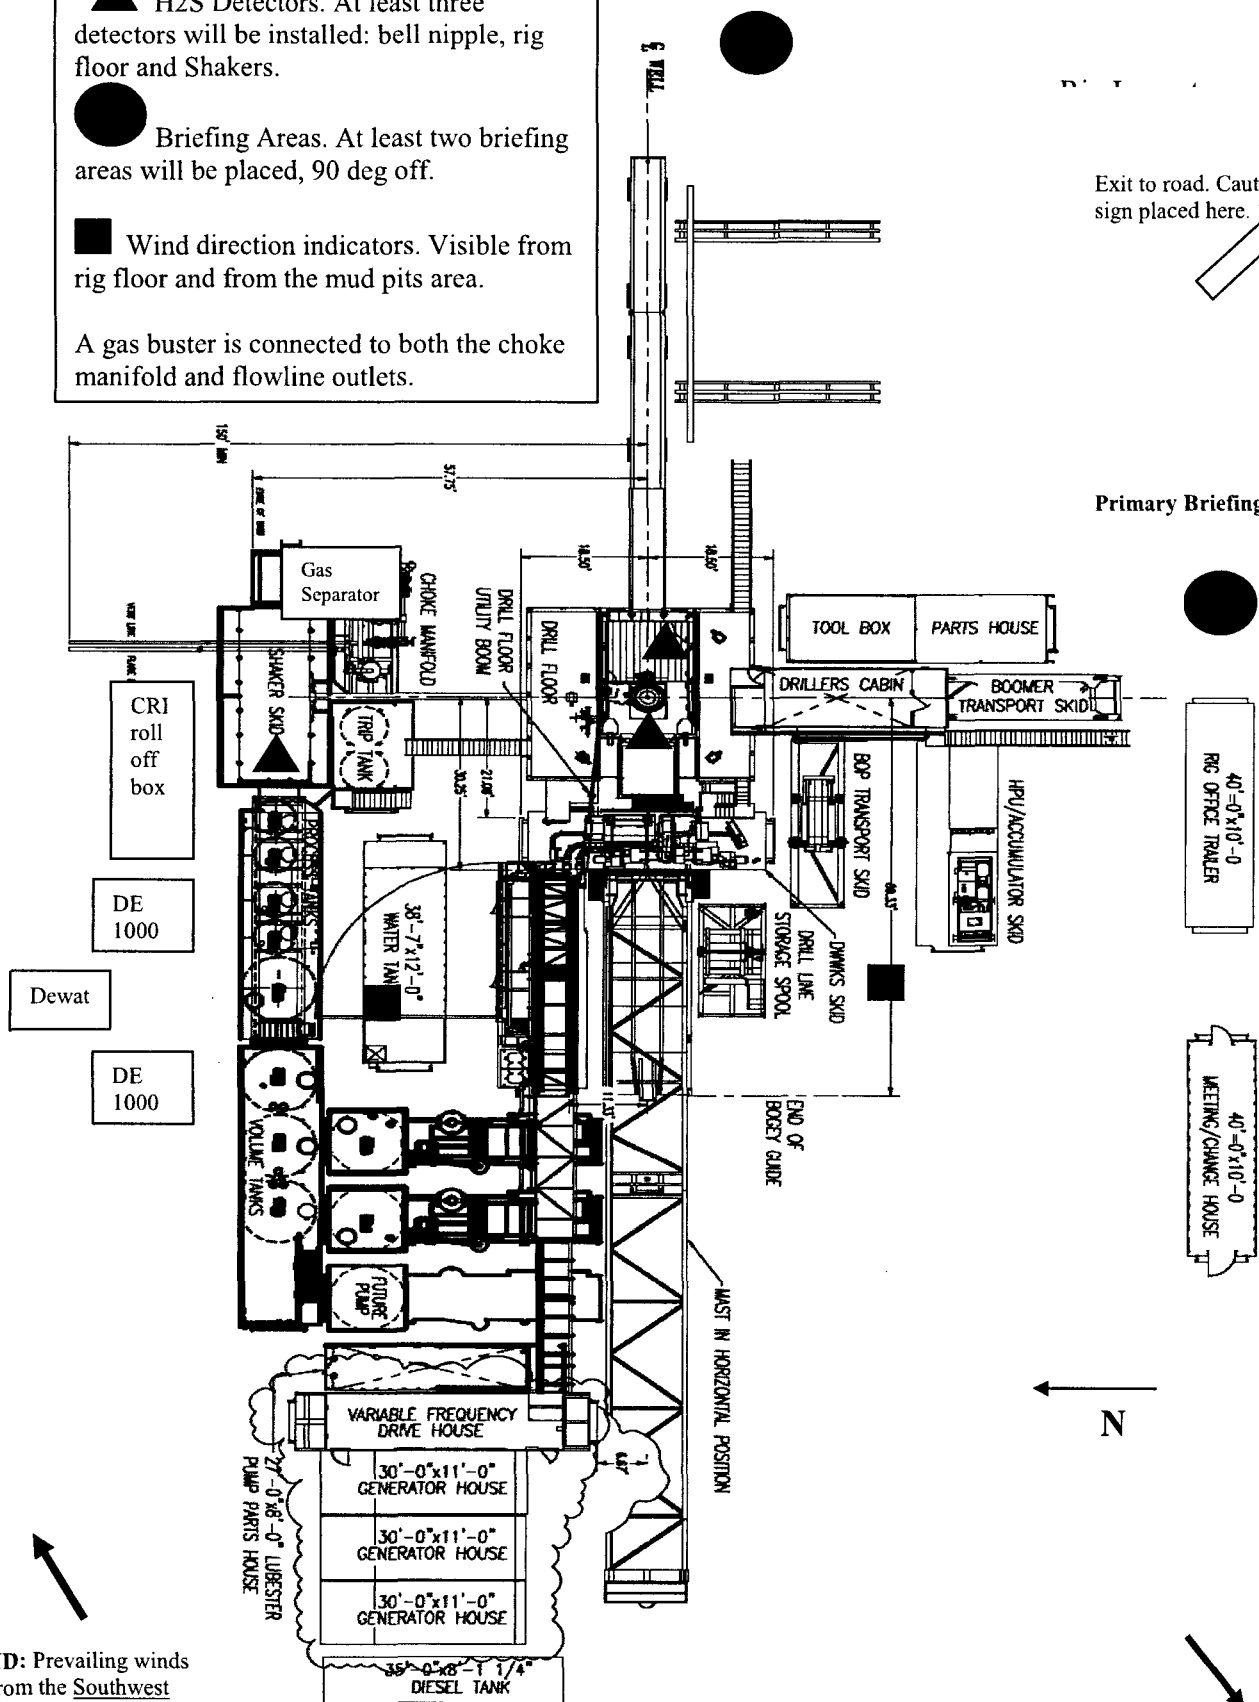 H2S Detectors. At least three
detectors will be installed: bell nipple, rig
floor and Shakers.
Briefing Areas. At least two briefing
areas will be placed, 90 deg off.
Wind direction indicators. Visible from
rig floor and from the mud pits area.
A gas buster is connected to both the choke
manifold and flowline outlets.
WELL
Exit to road. Caut
sign placed here.
Primary Briefing
150' MIN
57.75'
18.50'
18.50'
Gas
Separator
CHOKE MANIFOLD
DRILL FLOOR
UTILITY BOOM
DRILL FLOOR
TOOL BOX
PARTS HOUSE
DRILLERS CABIN
BOOMER
TRANSPORT SKID
SHAKER SKID
TRIP TANK
CRI
roll
off
box
30.25'
21.08'
BOP TRANSPORT SKID
HPU/ACCUMULATOR SKID
40'-0"x10'-0
RIG OFFICE TRAILER
DE
1000
38'-7"x12'-0"
WATER TAN
DRILL LINE
STORAGE SPOOL
DWWKS SKID
Dewat
DE
1000
VOLUME TANKS
11.33'
END OF
BOGEY GUIDE
40'-0"x10'-0
MEETING/CHANGE HOUSE
FUTURE
PUMP
MAST IN HORIZONTAL POSITION
N
VARIABLE FREQUENCY
DRIVE HOUSE
6.67'
30'-0"x11'-0"
GENERATOR HOUSE
30'-0"x11'-0"
GENERATOR HOUSE
30'-0"x11'-0"
GENERATOR HOUSE
27'-0"x8'-0" LUBESTER
PUMP PARTS HOUSE
35'-0"x8'-1 1/4"
DIESEL TANK
D: Prevailing winds
rom the Southwest